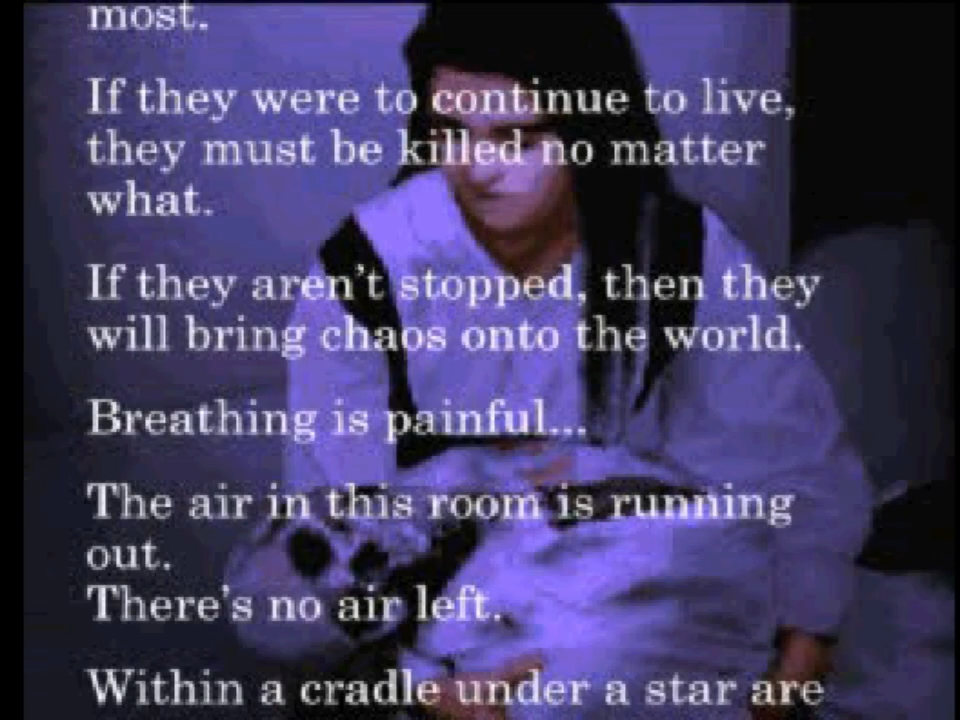 most.
If they were to continue to live,
they must be killed no matter
what.
If they aren't stopped, then they
will bring chaos onto the world.
Breathing is painful...
The air in this room is running
out.
There's no air left.
Within a cradle under a star are